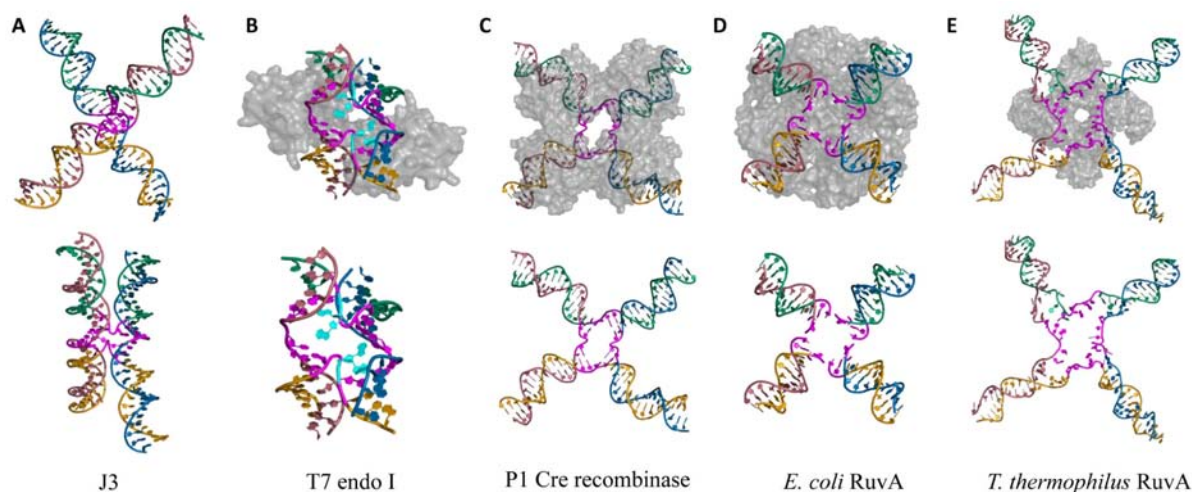 A B C D E
J3 T7 endo I P1 Cre recombinase E. coli RuvA T. thermophilus RuvA